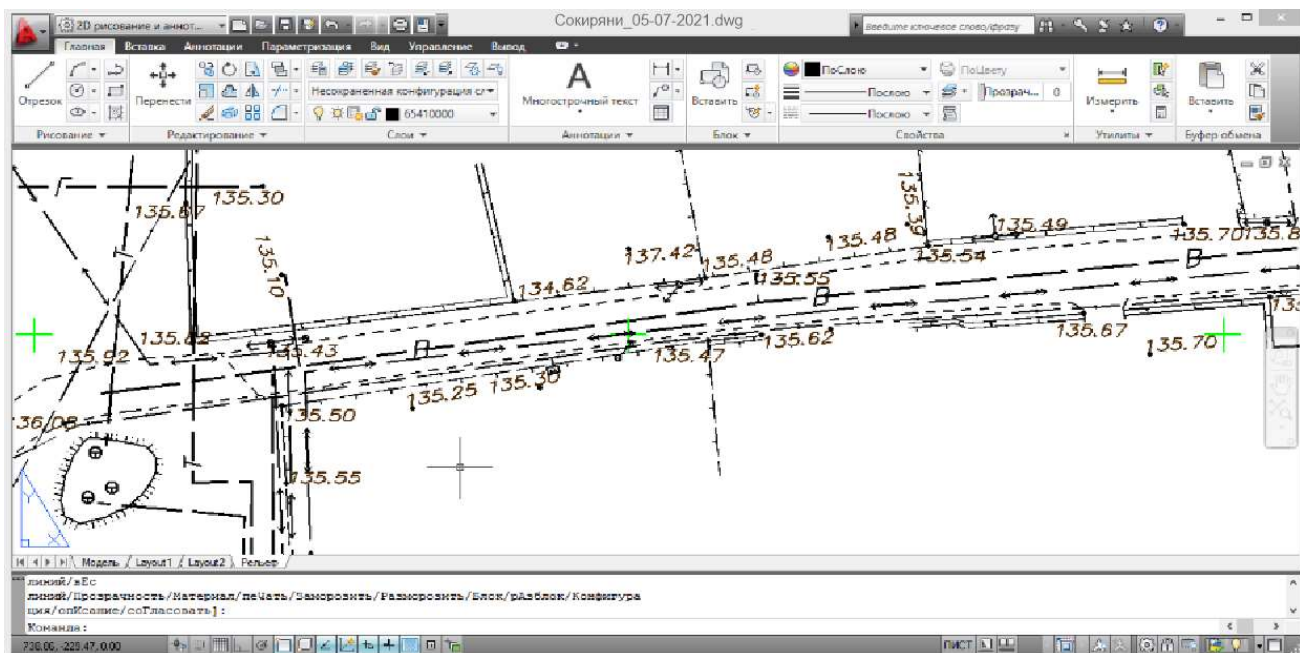 2D рисование и аннот...
Сокиряни_05-07-2021.dwg
Введите ключевое слово/фразу
Главная Вставка Аннотации Параметризация Вид Управление Вывод
Отрезок
Перенести
Несохраненная конфигурация сл
65410000
Многострочный текст
Вставить
ПоСлою
Послою
Послою
ПоЦвету
Прозрач... 0
Измерить
Вставить
Рисование Редактирование Слои Аннотации Блок Свойства Утилиты Буфер обмена
135.67
135.30
135.10
134.62
137.42
135.48
135.55
135.48
135.39
135.54
135.49
135.70
135.8
В
В
135.92
135.43
135.47
135.62
135.67
135.70
136.08
135.25
135.30
135.50
135.55
Y
X
Модель Layout1 Layout2 Рельеф
линий/вЕс
линий/Прозрачность/Материал/пеЧать/Заморозить/Разморозить/Блок/рАзблок/Конфигура
ция/опИсание/соГласовать]:
Команда:
ЛИСТ